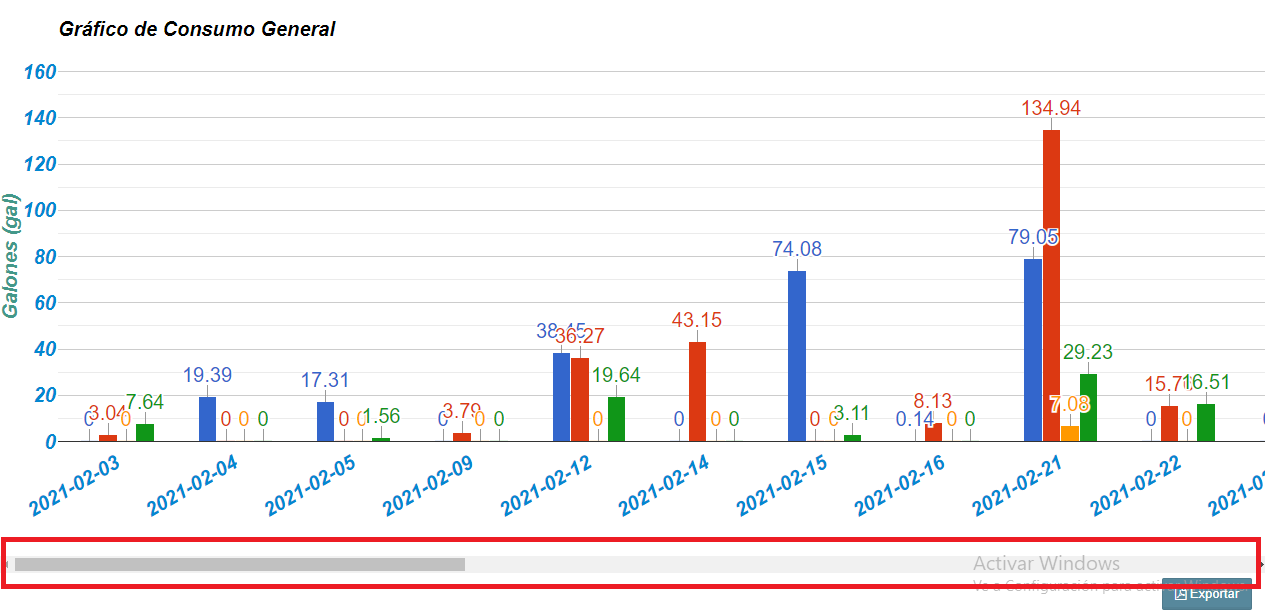 Gráfico de Consumo General
160
140
120
100
80
60
40
20
0
Galones (gal)
0 3.04 0 7.64
19.39 0 0 0
17.31 0 0 1.56
0 3.79 0 0
36.27 0 19.64
0 43.15 0 0
74.08 0 0 3.11
0.14 8.13 0 0
79.05 134.94 7.08 29.23
0 0 16.51
2021-02-03
2021-02-04
2021-02-05
2021-02-09
2021-02-12
2021-02-14
2021-02-15
2021-02-16
2021-02-21
2021-02-22
Activar Windows
Ve a Configuración para activar Windows.
Exportar